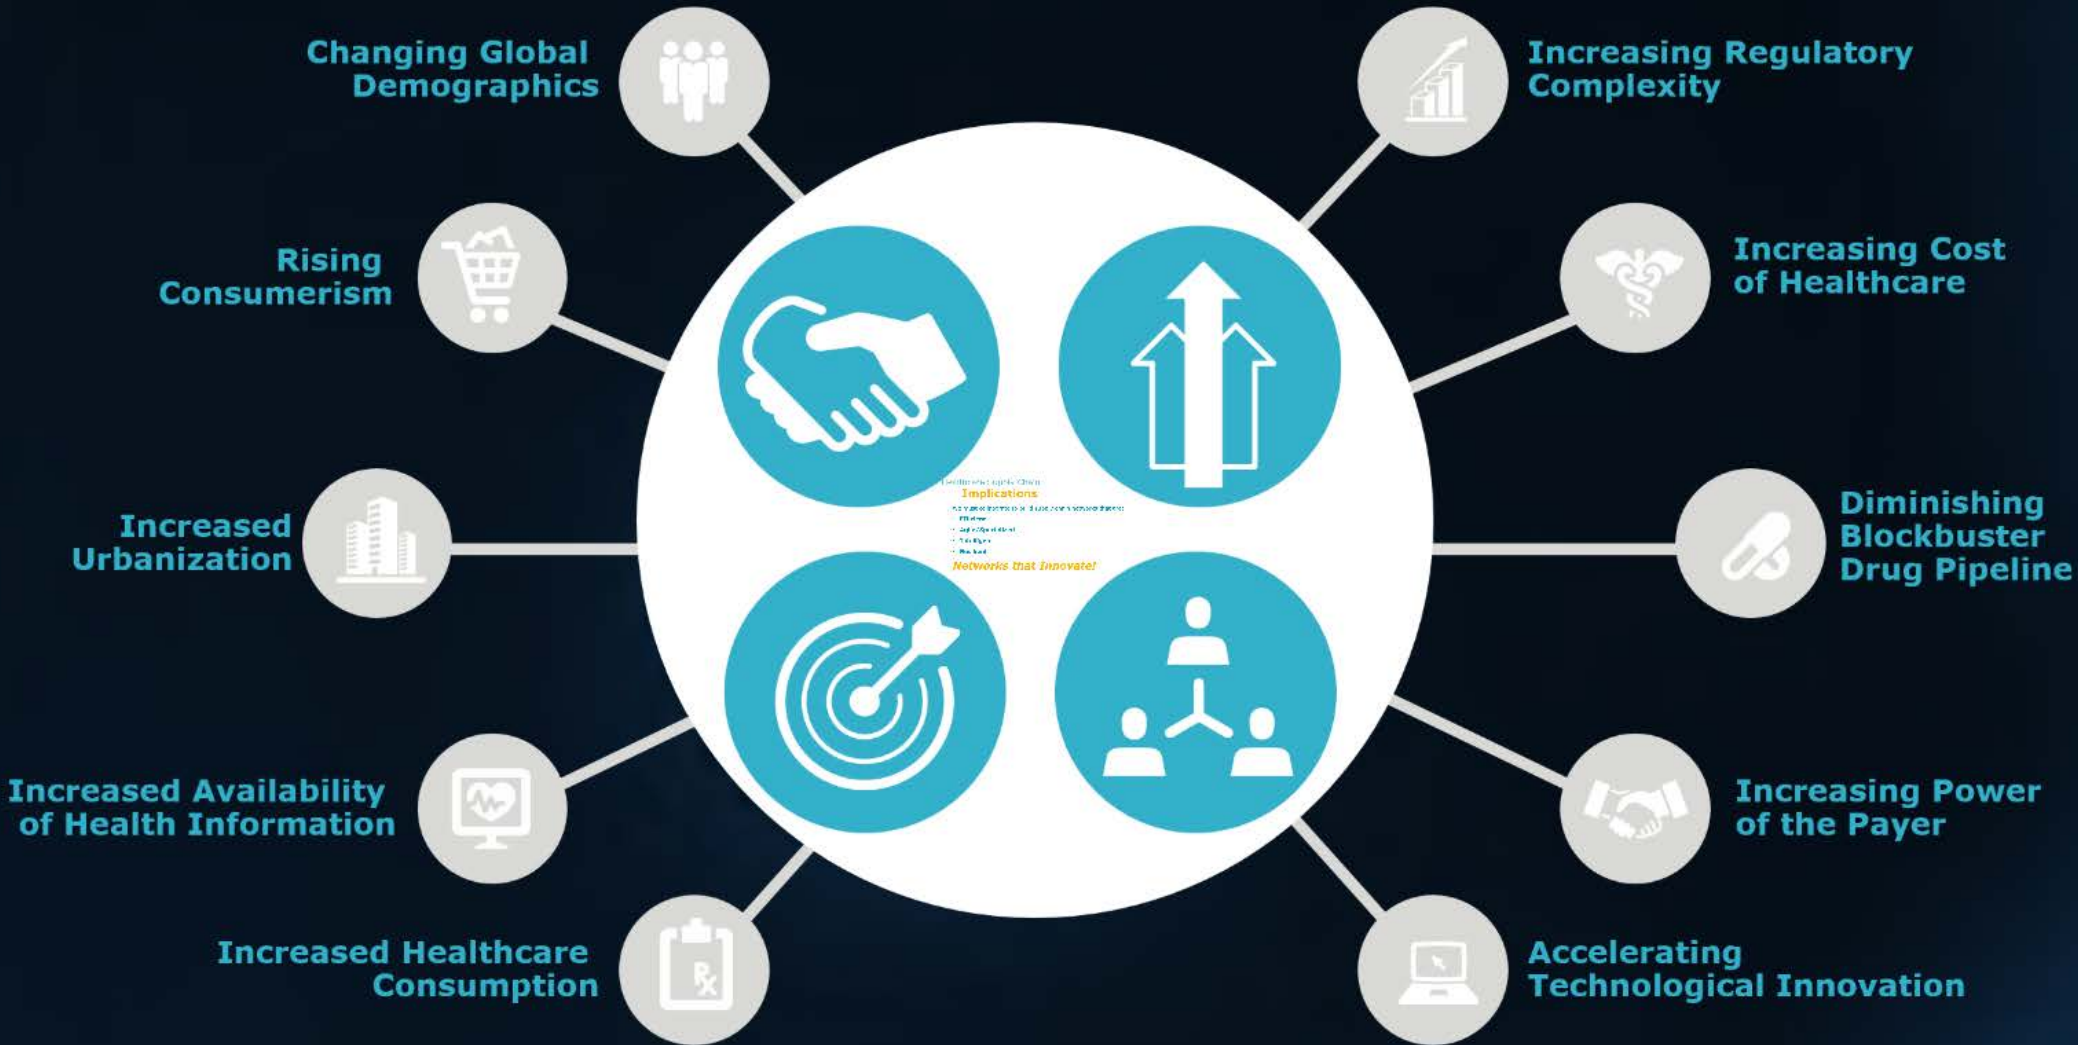 Changing Global
Demographics
Rising
Consumerism
Increased
Urbanization
Increased Availability
of Health Information
Increased Healthcare
Consumption
Implications
Networks that Innovate!
Rx
Increasing Regulatory
Complexity
Increasing Cost
of Healthcare
Diminishing
Blockbuster
Drug Pipeline
Increasing Power
of the Payer
Accelerating
Technological Innovation